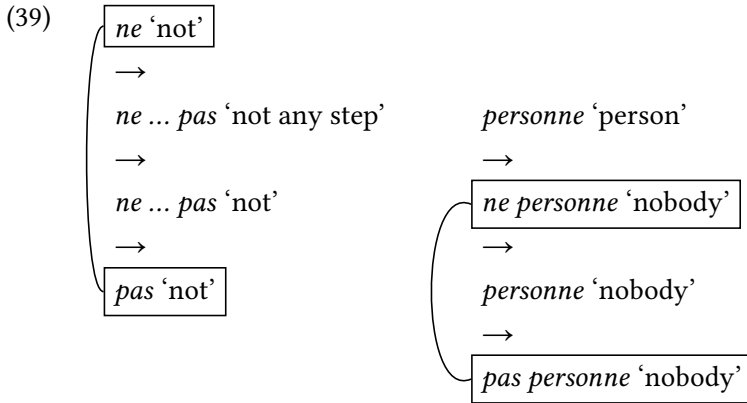 (39) ne ‘not’
→
ne ... pas ‘not any step’ personne ‘person’
→ →
ne ... pas ‘not’ ne personne ‘nobody’
→ →
pas ‘not’ personne ‘nobody’
→
pas personne ‘nobody’